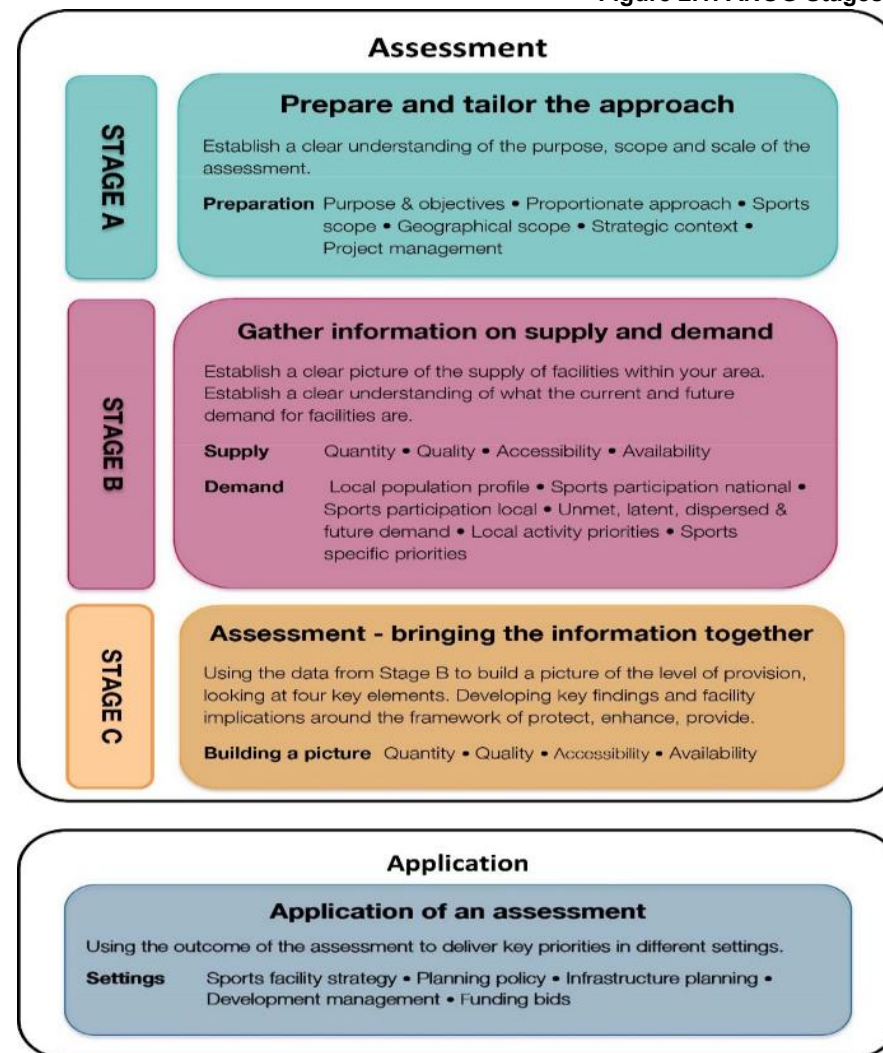 Assessment
STAGE A
Prepare and tailor the approach
Establish a clear understanding of the purpose, scope and scale of the
assessment.
Preparation Purpose & objectives • Proportionate approach • Sports
scope • Geographical scope • Strategic context •
Project management
STAGE B
Gather information on supply and demand
Establish a clear picture of the supply of facilities within your area.
Establish a clear understanding of what the current and future
demand for facilities are.
Supply Quantity • Quality • Accessibility • Availability
Demand Local population profile • Sports participation national •
Sports participation local • Unmet, latent, dispersed &
future demand • Local activity priorities • Sports
specific priorities
STAGE C
Assessment - bringing the information together
Using the data from Stage B to build a picture of the level of provision,
looking at four key elements. Developing key findings and facility
implications around the framework of protect, enhance, provide.
Building a picture Quantity • Quality • Accessibility • Availability
Application
Application of an assessment
Using the outcome of the assessment to deliver key priorities in different settings.
Settings Sports facility strategy • Planning policy • Infrastructure planning •
Development management • Funding bids